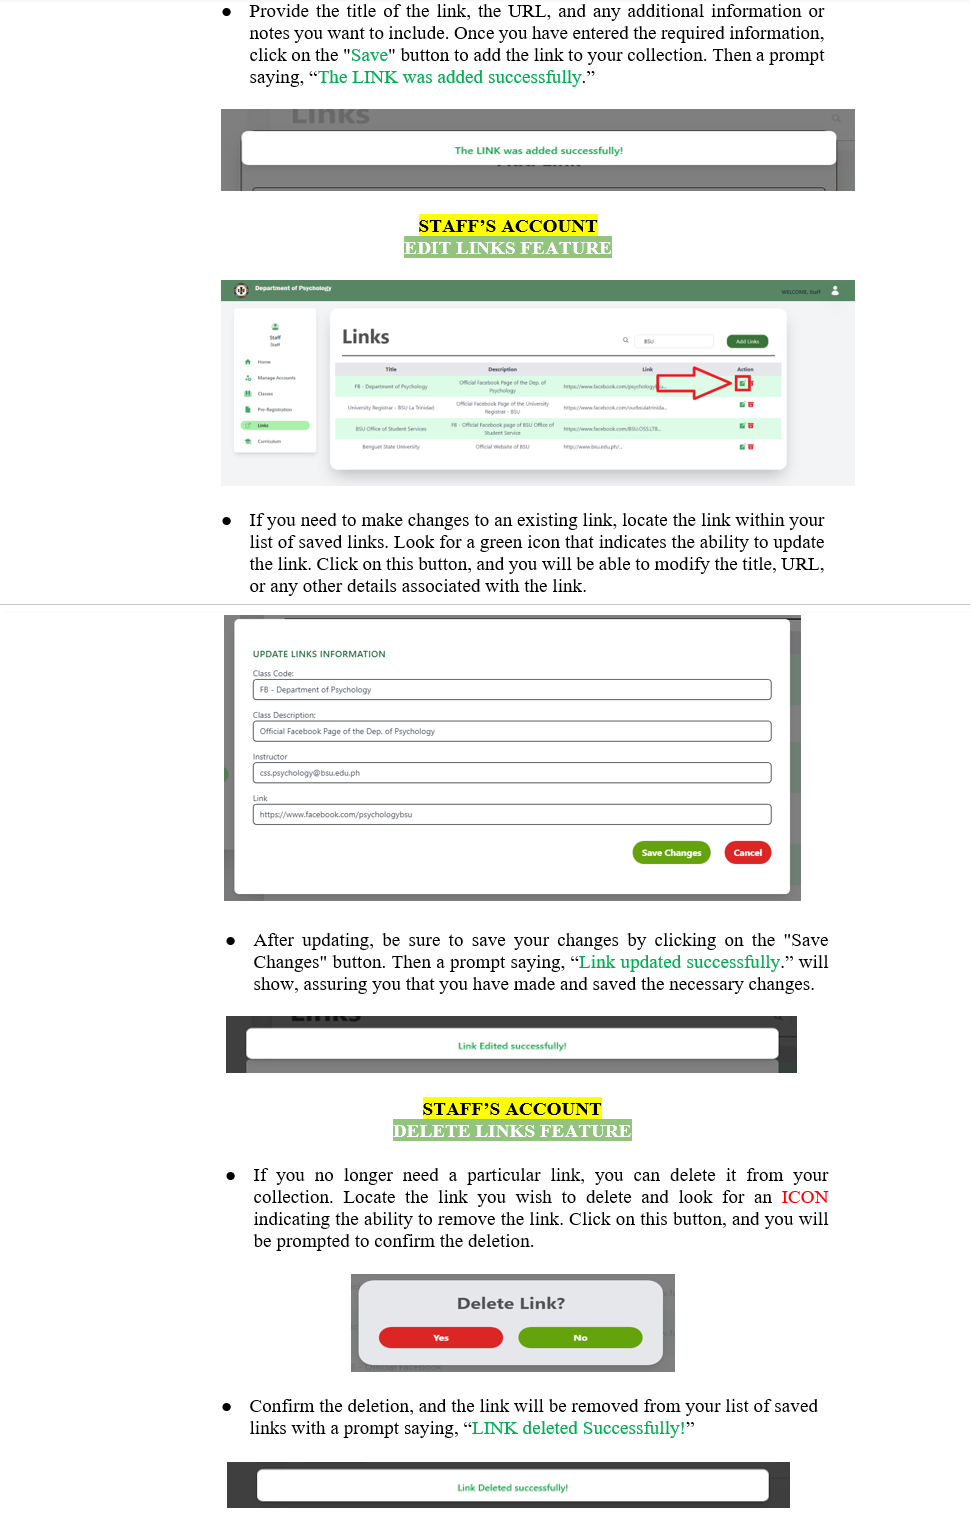 ● Provide the title of the link, the URL, and any additional information or
notes you want to include. Once you have entered the required information,
click on the "Save" button to add the link to your collection. Then a prompt
saying, “The LINK was added successfully.”
Links
The LINK was added successfully!
STAFF’S ACCOUNT
EDIT LINKS FEATURE
Department of Psychology
WELCOME, Staff
Staff
Staff
Home
Manage Accounts
Classes
Pre-Registration
Links
Curriculum
Links
BSU
Add Links
Title Description Link Action
FB - Department of Psychology Official Facebook Page of the Dep. of Psychology https://www.facebook.com/psychology
University Registrar - BSU La Trinidad Official Facebook Page of the University Registrar - BSU
BSU Office of Student Services FB - Official Facebook page of BSU Office of Student Service https://www.facebook.com/BSU.OSS.LTB...
Benguet State University Official Website of BSU http://www.bsu.edu.ph/...
● If you need to make changes to an existing link, locate the link within your
list of saved links. Look for a green icon that indicates the ability to update
the link. Click on this button, and you will be able to modify the title, URL,
or any other details associated with the link.
UPDATE LINKS INFORMATION
Class Code:
FB - Department of Psychology
Class Description:
Official Facebook Page of the Dep. of Psychology
Instructor
css.psychology@bsu.edu.ph
Link
https://www.facebook.com/psychologybsu
Save Changes Cancel
● After updating, be sure to save your changes by clicking on the "Save
Changes" button. Then a prompt saying, “Link updated successfully.” will
show, assuring you that you have made and saved the necessary changes.
Link Edited successfully!
STAFF’S ACCOUNT
DELETE LINKS FEATURE
● If you no longer need a particular link, you can delete it from your
collection. Locate the link you wish to delete and look for an ICON
indicating the ability to remove the link. Click on this button, and you will
be prompted to confirm the deletion.
Delete Link?
Yes No
● Confirm the deletion, and the link will be removed from your list of saved
links with a prompt saying, “LINK deleted Successfully!”
Link Deleted successfully!